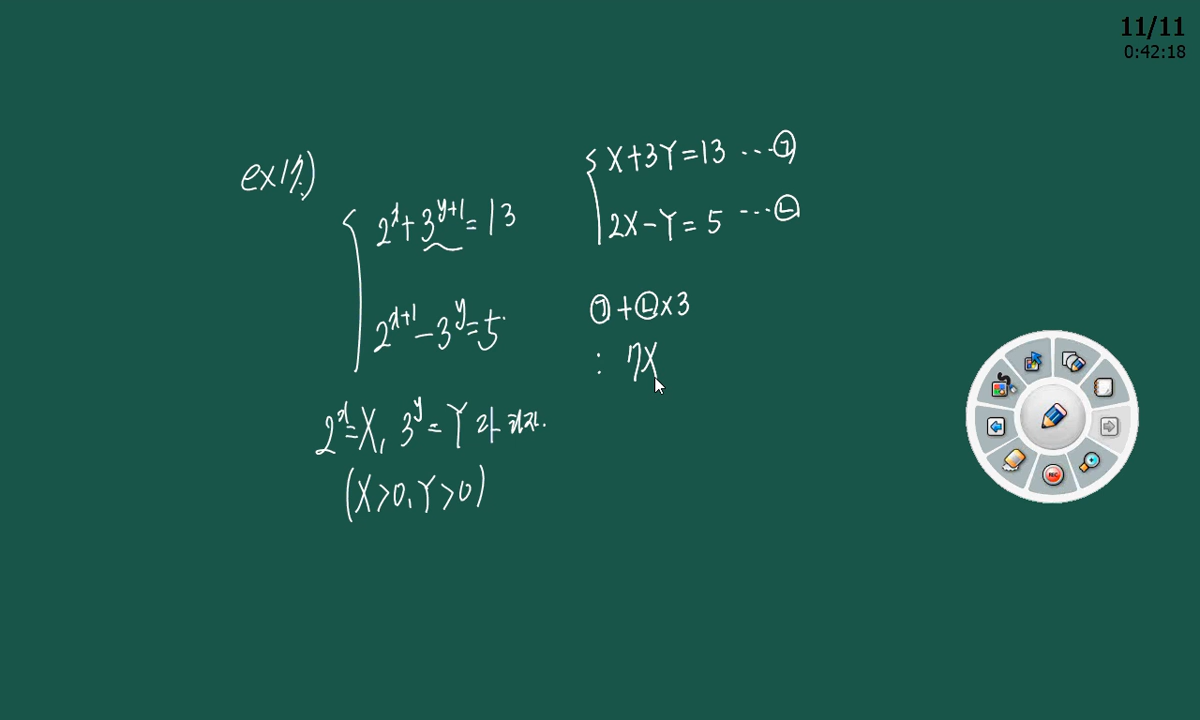 11/11
0:42:18
ex17.)
2^x + 3^{y+1} = 13
2^{x+1} - 3^y = 5
2^x = X, 3^y = Y 라 하자.
(X>0, Y>0)
X+3Y=13 ...㉠
2X-Y=5 ...㉡
㉠+㉡×3
: 7X